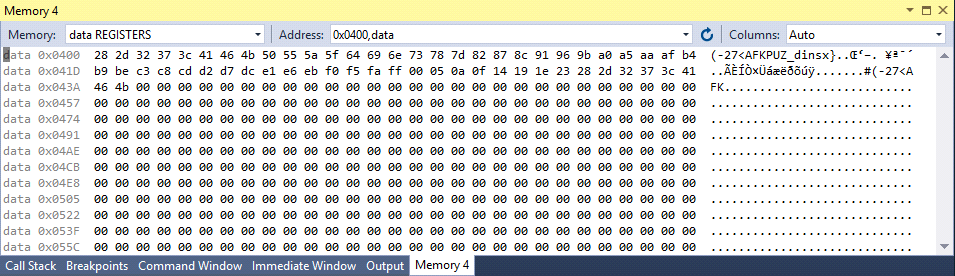 Memory 4
Memory: data REGISTERS Address: 0x0400,data Columns: Auto
data 0x0400 28 2d 32 37 3c 41 46 4b 50 55 5a 5f 64 69 6e 73 78 7d 82 87 8c 91 96 9b a0 a5 aa af b4 (-27<AFKPUZ_dinsx}..Œ‘–. ¥ª¯´
data 0x041D b9 be c3 c8 cd d2 d7 dc e1 e6 eb f0 f5 fa ff 00 05 0a 0f 14 19 1e 23 28 2d 32 37 3c 41 ..ÃÈÍÒ×Üáæëðõúÿ.......#(-27<A
data 0x043A 46 4b 00 00 00 00 00 00 00 00 00 00 00 00 00 00 00 00 00 00 00 00 00 00 00 00 00 00 00 FK...........................
data 0x0457 00 00 00 00 00 00 00 00 00 00 00 00 00 00 00 00 00 00 00 00 00 00 00 00 00 00 00 00 00 .............................
data 0x0474 00 00 00 00 00 00 00 00 00 00 00 00 00 00 00 00 00 00 00 00 00 00 00 00 00 00 00 00 00 .............................
data 0x0491 00 00 00 00 00 00 00 00 00 00 00 00 00 00 00 00 00 00 00 00 00 00 00 00 00 00 00 00 00 .............................
data 0x04AE 00 00 00 00 00 00 00 00 00 00 00 00 00 00 00 00 00 00 00 00 00 00 00 00 00 00 00 00 00 .............................
data 0x04CB 00 00 00 00 00 00 00 00 00 00 00 00 00 00 00 00 00 00 00 00 00 00 00 00 00 00 00 00 00 .............................
data 0x04E8 00 00 00 00 00 00 00 00 00 00 00 00 00 00 00 00 00 00 00 00 00 00 00 00 00 00 00 00 00 .............................
data 0x0505 00 00 00 00 00 00 00 00 00 00 00 00 00 00 00 00 00 00 00 00 00 00 00 00 00 00 00 00 00 .............................
data 0x0522 00 00 00 00 00 00 00 00 00 00 00 00 00 00 00 00 00 00 00 00 00 00 00 00 00 00 00 00 00 .............................
data 0x053F 00 00 00 00 00 00 00 00 00 00 00 00 00 00 00 00 00 00 00 00 00 00 00 00 00 00 00 00 00 .............................
data 0x055C 00 00 00 00 00 00 00 00 00 00 00 00 00 00 00 00 00 00 00 00 00 00 00 00 00 00 00 00 00 .............................
Call Stack Breakpoints Command Window Immediate Window Output Memory 4